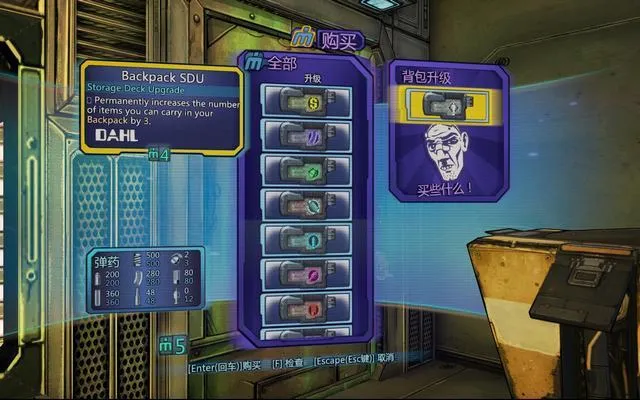 购买
全部
升级
Backpack SDU
Storage Deck Upgrade
Permanently increases the number
of items you can carry in your
Backpack by 3.
DAHL
4
背包升级
买些什么！
弹药
500
500
2
3
200
200
280
280
80
80
360
360
48
48
0
12
5
[Enter(回车)]购买 [F] 检查 [Escape(Esc键)] 取消